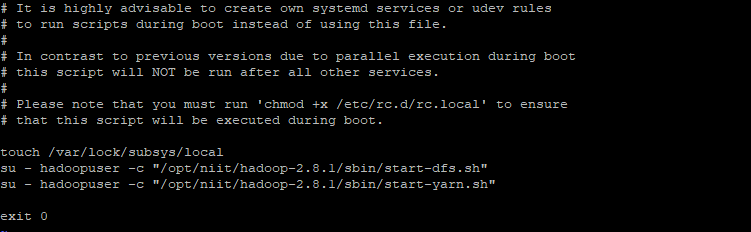 # It is highly advisable to create own systemd services or udev rules
# to run scripts during boot instead of using this file.
#
# In contrast to previous versions due to parallel execution during boot
# this script will NOT be run after all other services.
#
# Please note that you must run 'chmod +x /etc/rc.d/rc.local' to ensure
# that this script will be executed during boot.
touch /var/lock/subsys/local
su - hadoopuser -c "/opt/niit/hadoop-2.8.1/sbin/start-dfs.sh"
su - hadoopuser -c "/opt/niit/hadoop-2.8.1/sbin/start-yarn.sh"
exit 0